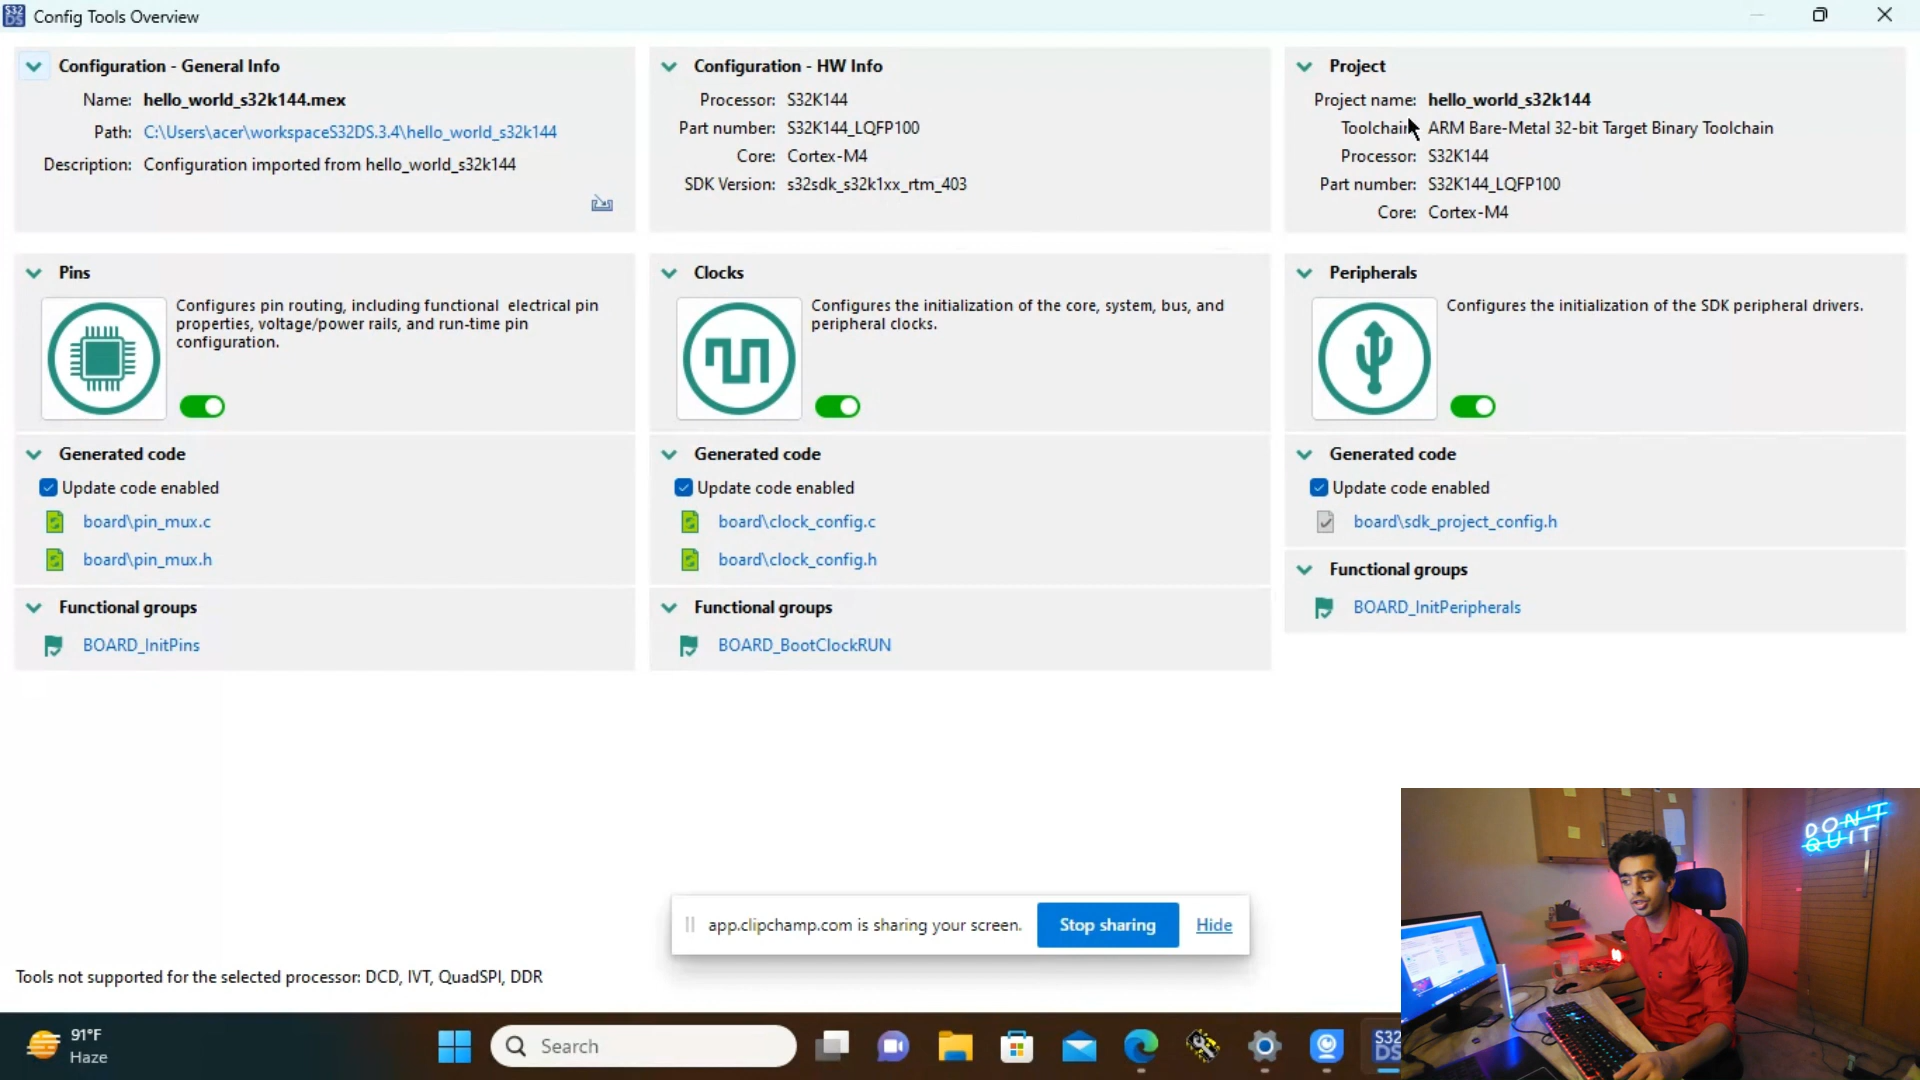 S32
DS
Config Tools Overview
Configuration - General Info
Name: hello_world_s32k144.mex
Path: C:\Users\acer\workspaceS32DS.3.4\hello_world_s32k144
Description: Configuration imported from hello_world_s32k144
Configuration - HW Info
Processor: S32K144
Part number: S32K144_LQFP100
Core: Cortex-M4
SDK Version: s32sdk_s32k1xx_rtm_403
Project
Project name: hello_world_s32k144
Toolchain: ARM Bare-Metal 32-bit Target Binary Toolchain
Processor: S32K144
Part number: S32K144_LQFP100
Core: Cortex-M4
Pins
Configures pin routing, including functional electrical pin
properties, voltage/power rails, and run-time pin
configuration.
Generated code
Update code enabled
board\pin_mux.c
board\pin_mux.h
Functional groups
BOARD_InitPins
Clocks
Configures the initialization of the core, system, bus, and
peripheral clocks.
Generated code
Update code enabled
board\clock_config.c
board\clock_config.h
Functional groups
BOARD_BootClockRUN
Peripherals
Configures the initialization of the SDK peripheral drivers.
Generated code
Update code enabled
board\sdk_project_config.h
Functional groups
BOARD_InitPeripherals
app.clipchamp.com is sharing your screen.
Stop sharing
Hide
Tools not supported for the selected processor: DCD, IVT, QuadSPI, DDR
DON'T
QUIT
91°F
Haze
Search
S32
DS